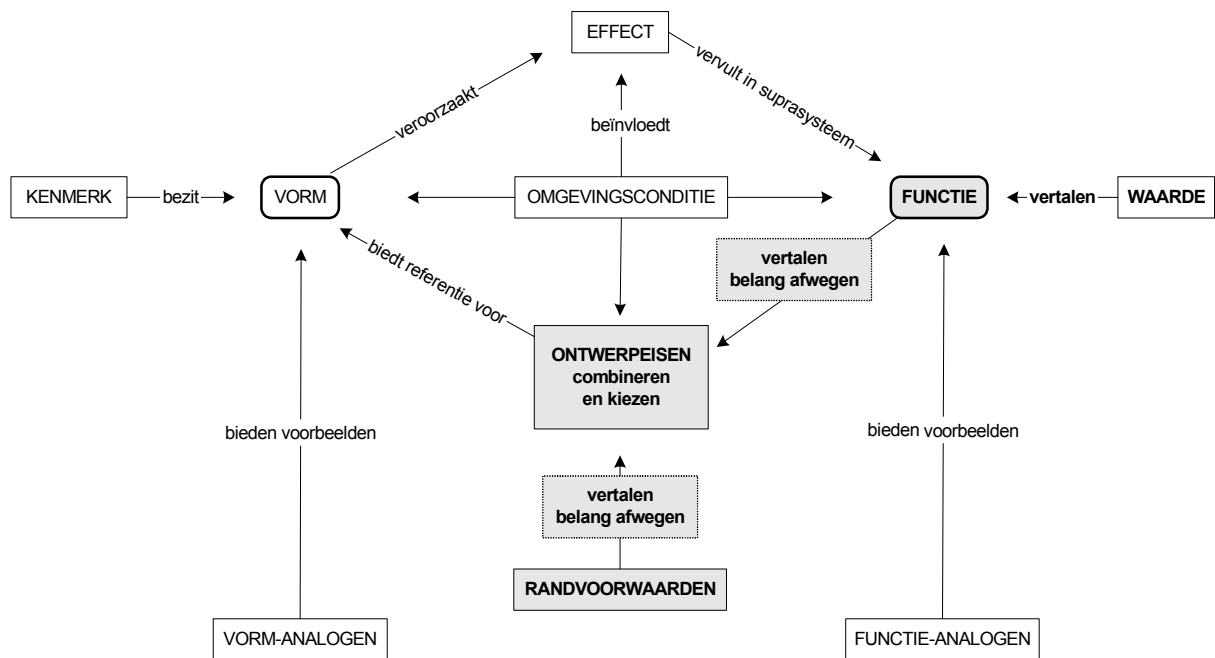 EFFECT
vervult in suprasysteem
veroorzaakt
beïnvloedt
KENMERK
bezit
VORM
OMGEVINGSCONDITIE
FUNCTIE
vertalen
WAARDE
biedt referentie voor
vertalen
belang afwegen
ONTWERPEISEN
combineren
en kiezen
bieden voorbeelden
bieden voorbeelden
vertalen
belang afwegen
RANDVOORWAARDEN
VORM-ANALOGEN
FUNCTIE-ANALOGEN